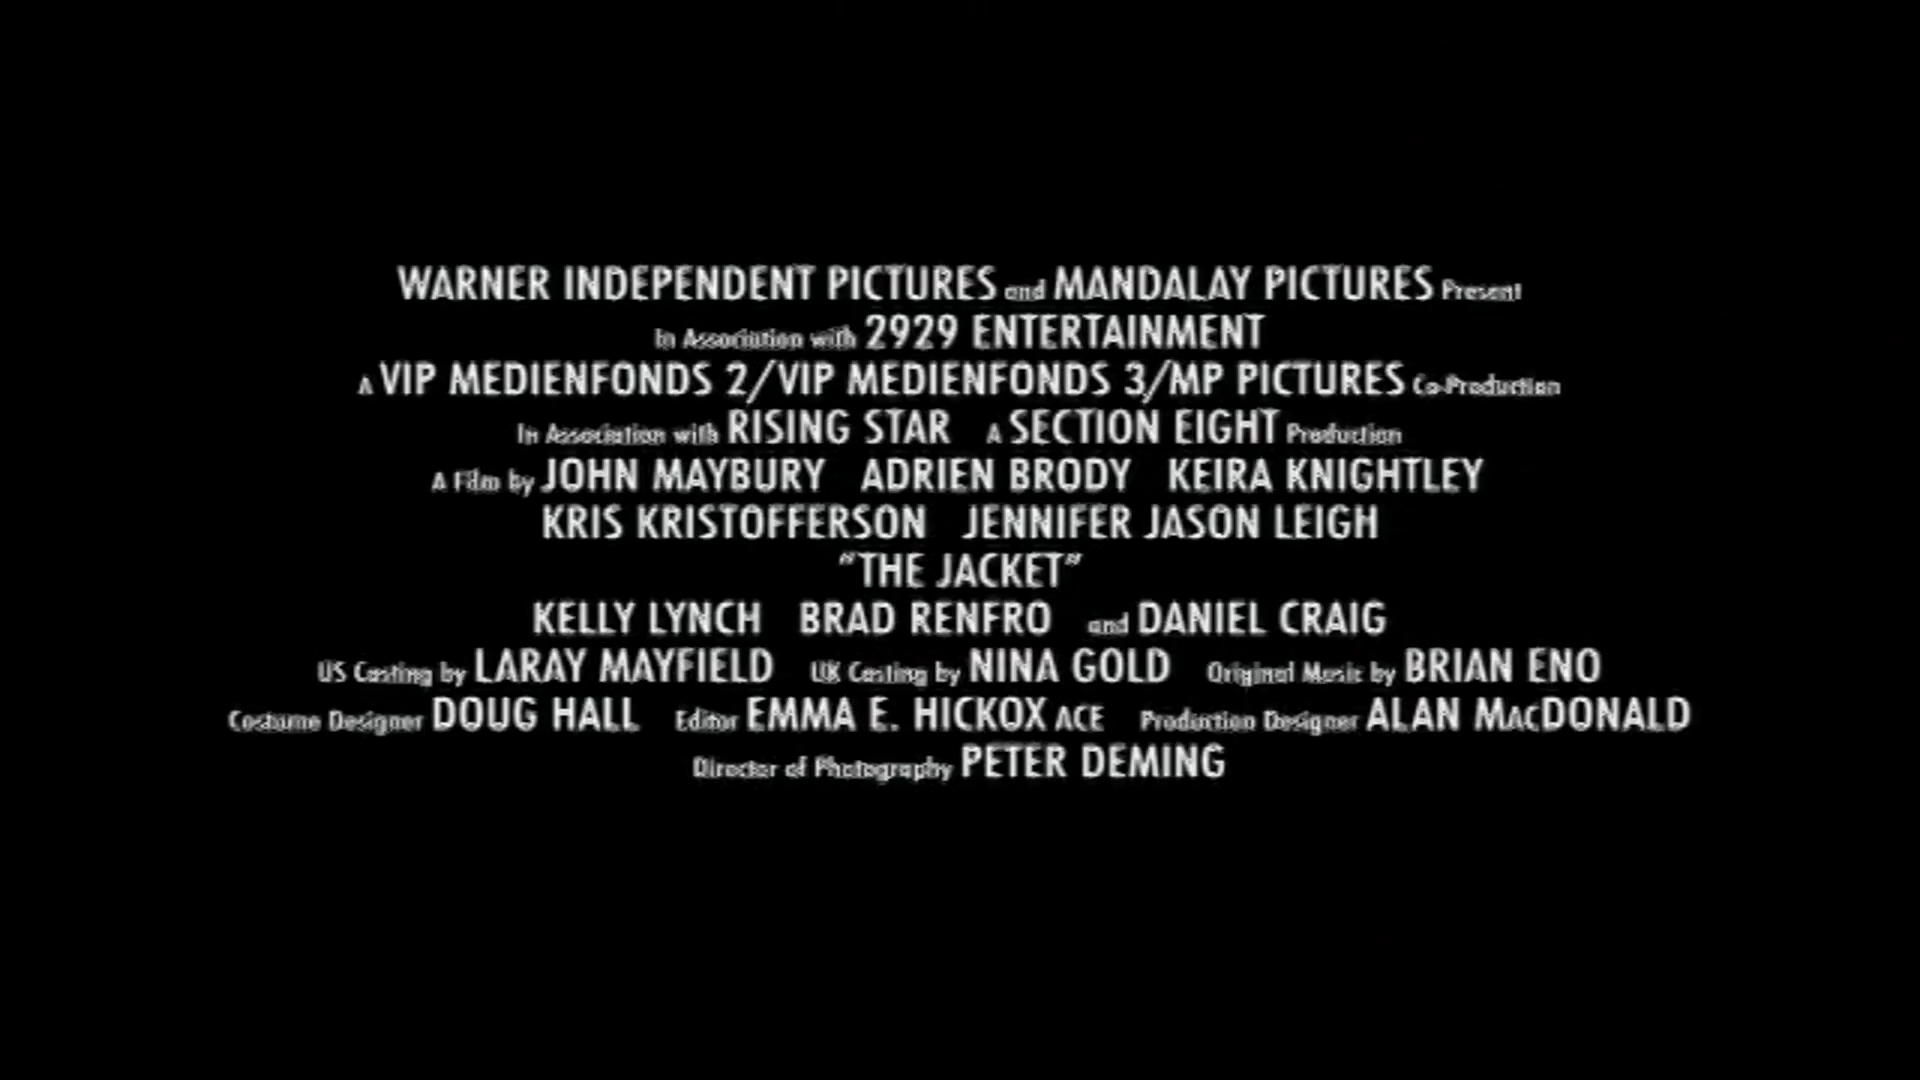 WARNER INDEPENDENT PICTURES and MANDALAY PICTURES Present
In Association with 2929 ENTERTAINMENT
A VIP MEDIENFONDS 2/VIP MEDIENFONDS 3/MP PICTURES Co-Production
In Association with RISING STAR A SECTION EIGHT Production
A Film by JOHN MAYBURY ADRIEN BRODY KEIRA KNIGHTLEY
KRIS KRISTOFFERSON JENNIFER JASON LEIGH
“THE JACKET”
KELLY LYNCH BRAD RENFRO and DANIEL CRAIG
US Casting by LARAY MAYFIELD UK Casting by NINA GOLD Original Music by BRIAN ENO
Costume Designer DOUG HALL Editor EMMA E. HICKOX ACE Production Designer ALAN MACDONALD
Director of Photography PETER DEMING